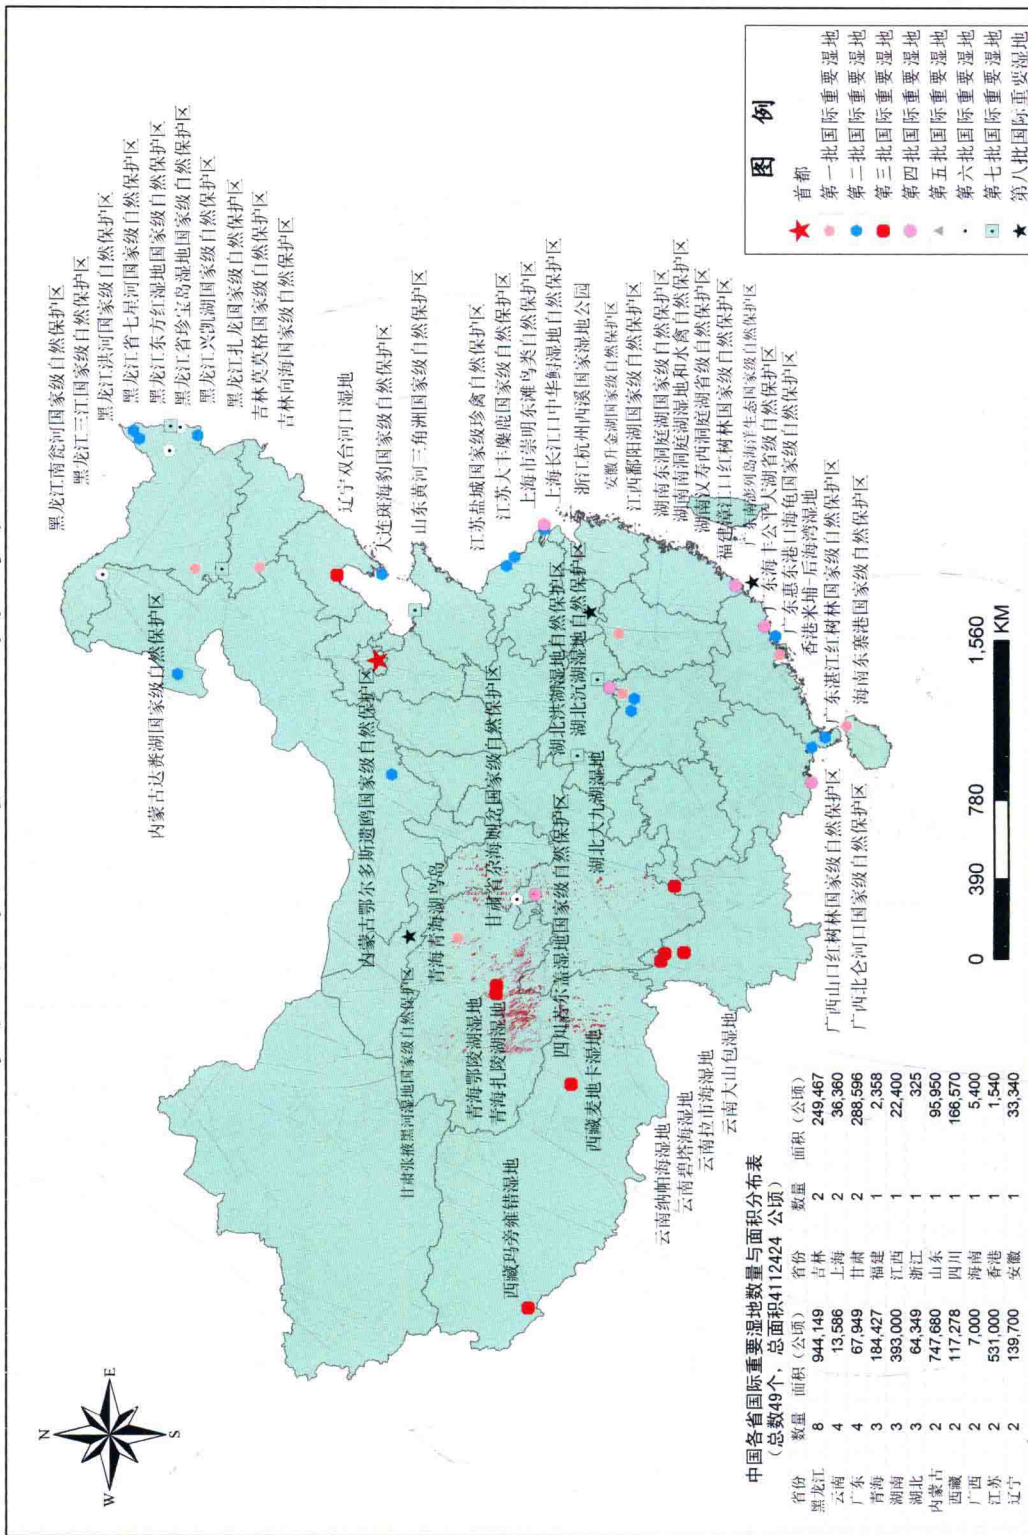 N
W
E
S
黑龙江南瓮河国家级自然保护区
黑龙江三江国家级自然保护区
黑龙江洪河国家级自然保护区
黑龙江省七星河国家级自然保护区
黑龙江东方红湿地国家级自然保护区
黑龙江省珍宝岛湿地国家级自然保护区
黑龙江兴凯湖国家级自然保护区
黑龙江扎龙国家级自然保护区
吉林莫莫格国家级自然保护区
吉林向海国家级自然保护区
内蒙古达赉湖国家级自然保护区
辽宁双台河口湿地
大连斑海豹国家级自然保护区
山东黄河三角洲国家级自然保护区
内蒙古鄂尔多斯遗鸥国家级自然保护区
江苏盐城国家级珍禽自然保护区
江苏大丰麋鹿国家级自然保护区
上海市崇明东滩鸟类自然保护区
上海长江口中华鲟湿地自然保护区
浙江杭州西溪国家湿地公园
安徽升金湖国家级自然保护区
江西鄱阳湖国家级自然保护区
湖南东洞庭湖国家级自然保护区
湖南南洞庭湖湿地和水禽自然保护区
湖南汉寿西洞庭湖省级自然保护区
福建漳江口红树林国家级自然保护区
广东南澎列岛海洋生态国家级自然保护区
广东海丰公平大湖省级自然保护区
广东惠东港口海龟国家级自然保护区
香港米埔-后海湾湿地
广东湛江红树林国家级自然保护区
海南东寨港国家级自然保护区
广西山口红树林国家级自然保护区
广西北仑河口国家级自然保护区
湖北洪湖湿地自然保护区
湖北沉湖湿地自然保护区
湖北大九湖湿地
青海青海湖鸟岛
甘肃省尕海则岔国家级自然保护区
四川若尔盖湿地国家级自然保护区
甘肃张掖黑河湿地国家级自然保护区
青海鄂陵湖湿地
青海扎陵湖湿地
西藏麦地卡湿地
西藏玛旁雍错湿地
云南纳帕海湿地
云南碧塔海湿地
云南拉市海湿地
云南大山包湿地
图 例
首都
第一批国际重要湿地
第二批国际重要湿地
第三批国际重要湿地
第四批国际重要湿地
第五批国际重要湿地
第六批国际重要湿地
第七批国际重要湿地
第八批国际重要湿地
0 390 780 1,560
KM
中国各省国际重要湿地数量与面积分布表
(总数49个,总面积4112424 公顷)
省份 数量 面积(公顷) 省份 数量 面积(公顷)
黑龙江 8 944,149 吉林 2 249,467
云南 4 13,586 上海 2 36,360
广东 4 67,949 甘肃 2 288,596
青海 3 184,427 福建 1 2,358
湖南 3 393,000 江西 1 22,400
湖北 3 64,349 浙江 1 325
内蒙古 2 747,680 山东 1 95,950
西藏 2 117,278 四川 1 166,570
广西 2 7,000 海南 1 5,400
江苏 2 531,000 香港 1 1,540
辽宁 2 139,700 安徽 1 33,340